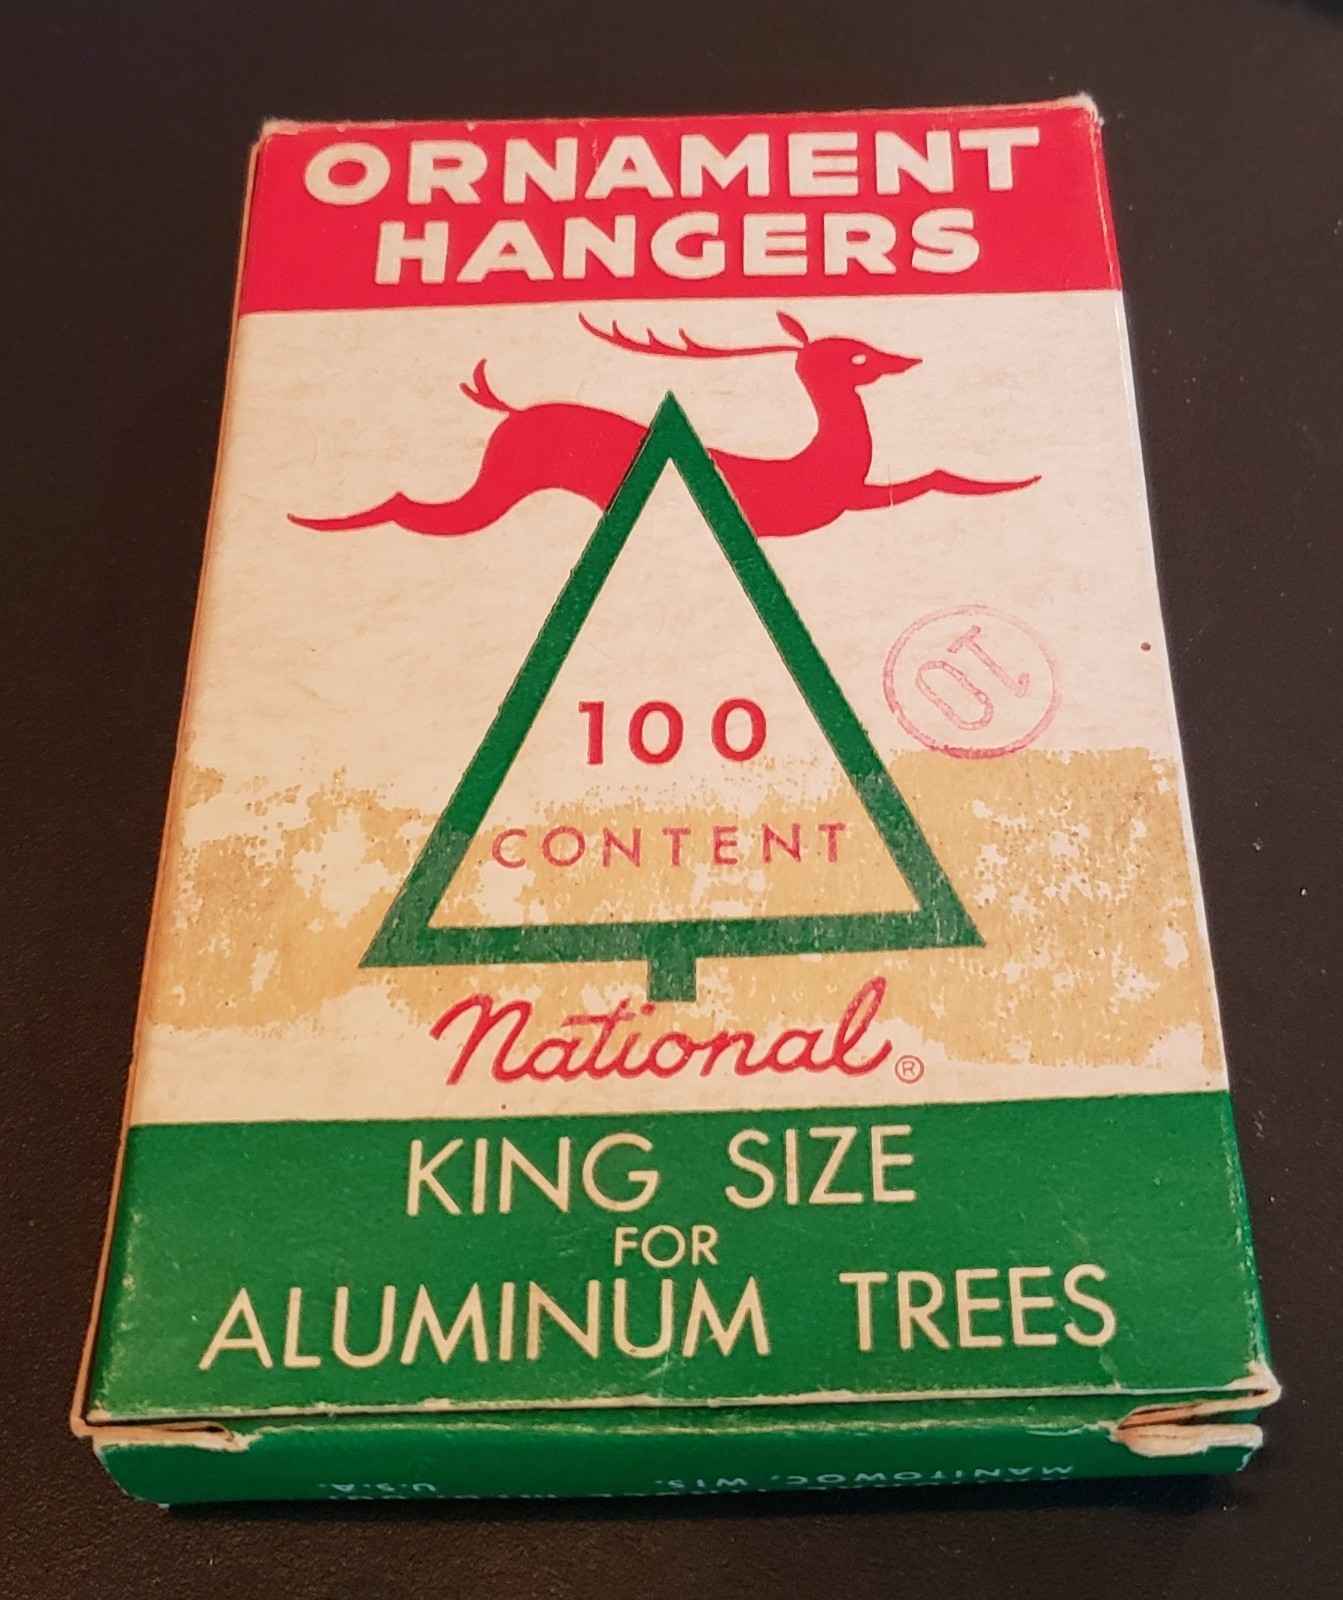 ORNAMENT
HANGERS
10
100
CONTENT
National®
KING SIZE
FOR
ALUMINUM TREES
MANITOWOC, WIS.
U.S.A.